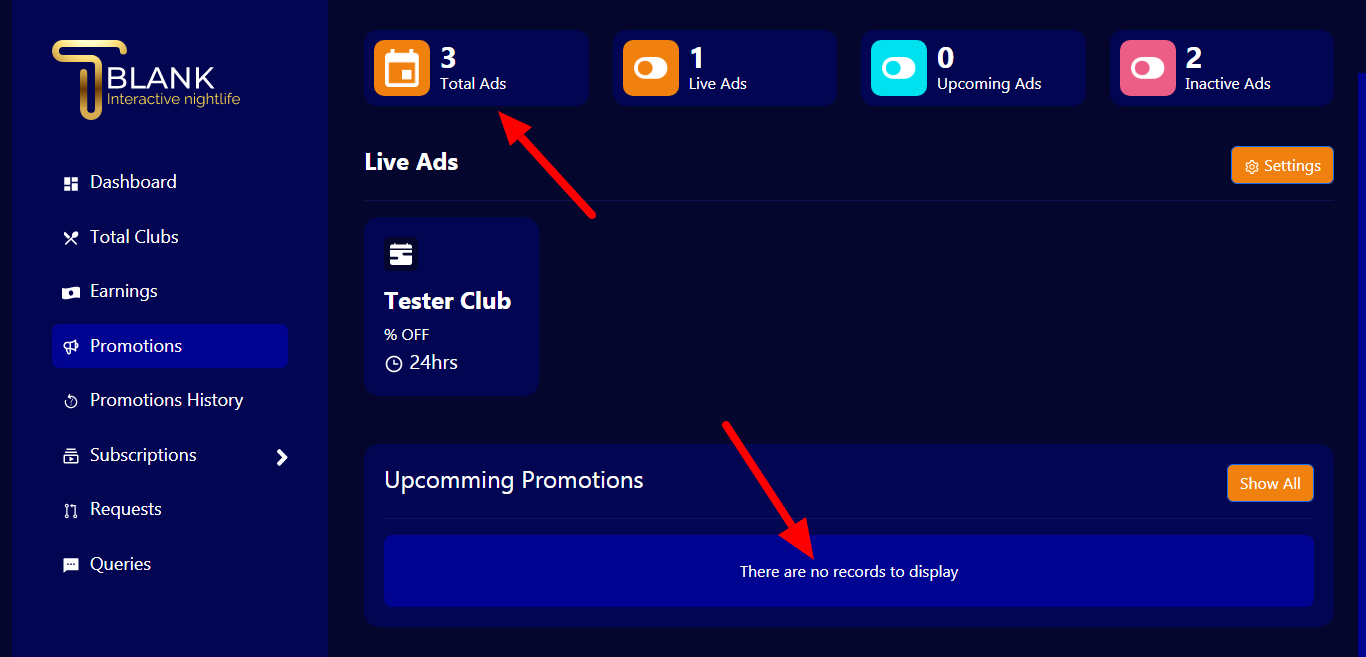 BLANK
Interactive nightlife
Dashboard
Total Clubs
Earnings
Promotions
Promotions History
Subscriptions
Requests
Queries
3
Total Ads
1
Live Ads
0
Upcoming Ads
2
Inactive Ads
Live Ads
Settings
Tester Club
% OFF
24hrs
Upcomming Promotions
Show All
There are no records to display